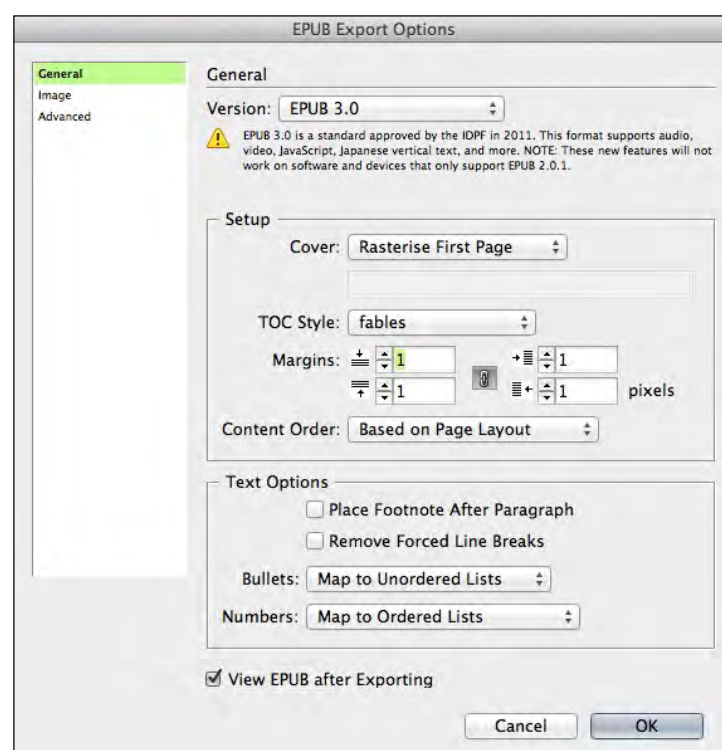 EPUB Export Options
General
Image
Advanced
General
Version: EPUB 3.0
EPUB 3.0 is a standard approved by the IDPF in 2011. This format supports audio,
video, JavaScript, Japanese vertical text, and more. NOTE: These new features will not
work on software and devices that only support EPUB 2.0.1.
Setup
Cover: Rasterise First Page
TOC Style: fables
Margins: 1 1
1 1 pixels
Content Order: Based on Page Layout
Text Options
Place Footnote After Paragraph
Remove Forced Line Breaks
Bullets: Map to Unordered Lists
Numbers: Map to Ordered Lists
View EPUB after Exporting
Cancel OK